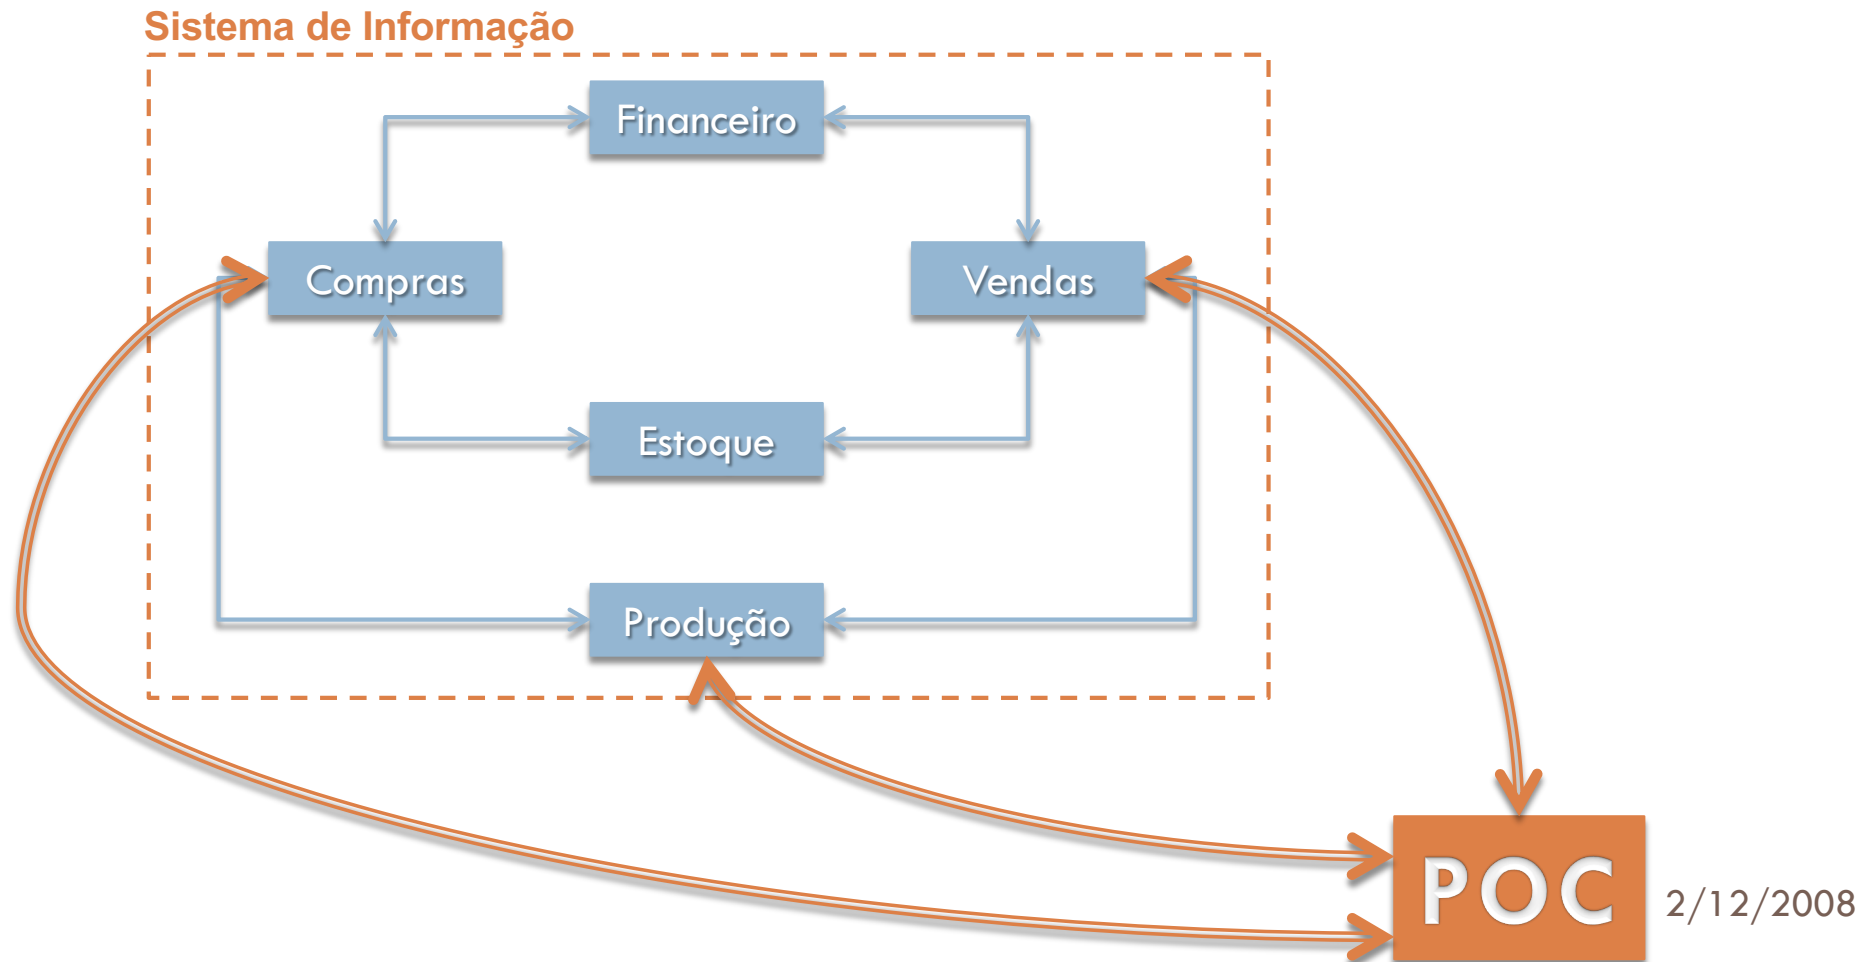 Sistema de Informação
Financeiro
Compras
Vendas
Estoque
Produção
POC
2/12/2008